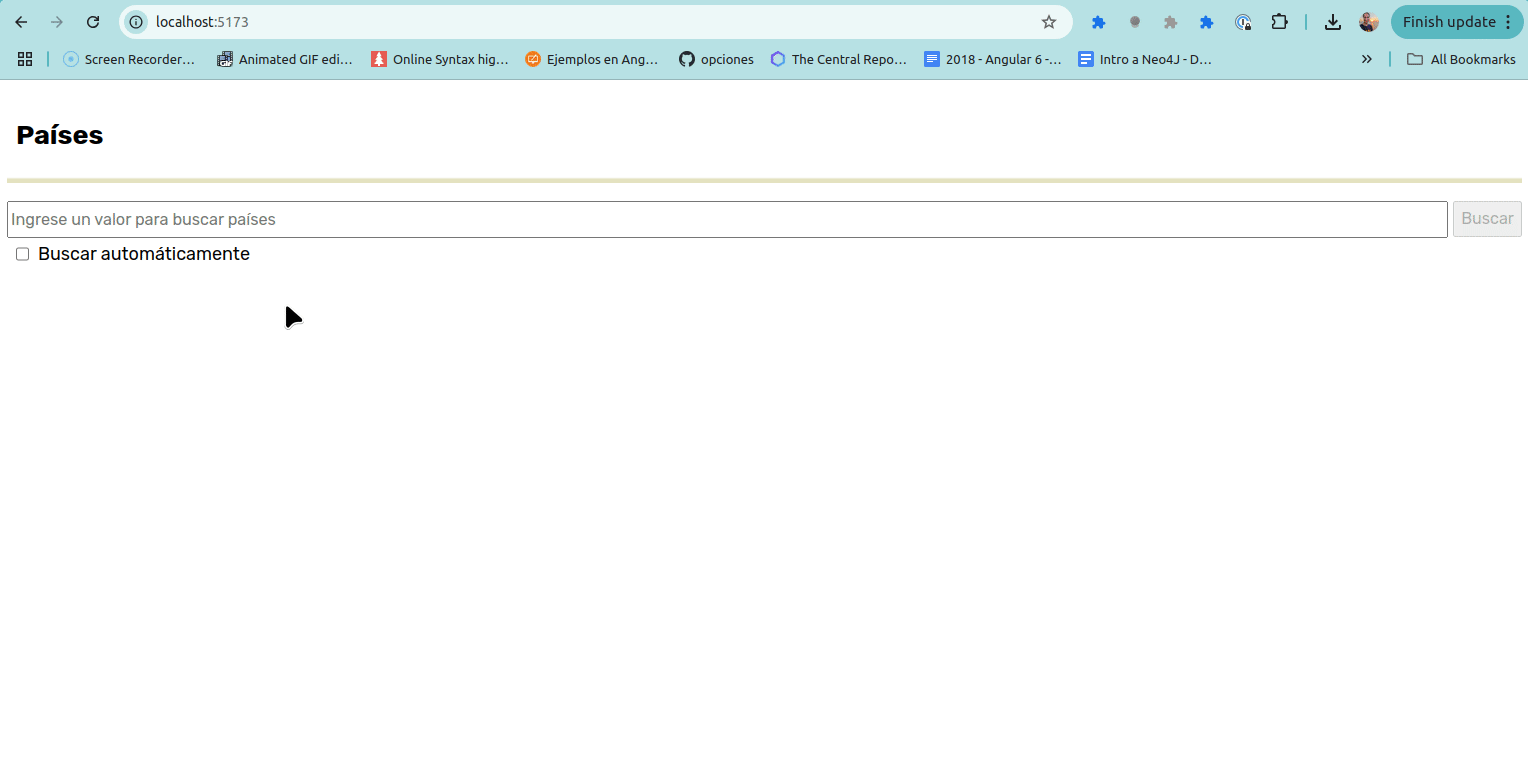 localhost:5173
Finish update
Screen Recorder...
Animated GIF edi...
Online Syntax hig...
Ejemplos en Ang...
opciones
The Central Repo...
2018 - Angular 6 -...
Intro a Neo4J - D...
All Bookmarks
Países
Ingrese un valor para buscar países
Buscar
Buscar automáticamente